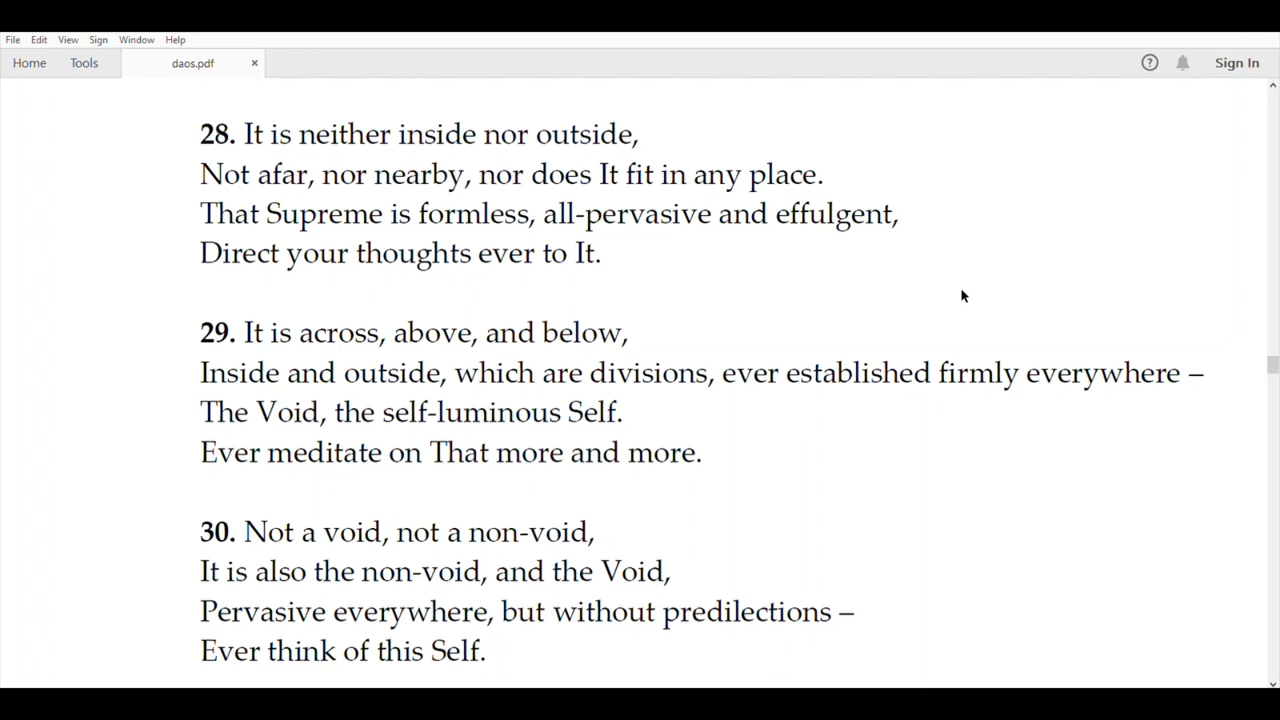 File Edit View Sign Window Help
Home Tools daos.pdf × ? Sign In
28. It is neither inside nor outside,
Not afar, nor nearby, nor does It fit in any place.
That Supreme is formless, all-pervasive and effulgent,
Direct your thoughts ever to It.
29. It is across, above, and below,
Inside and outside, which are divisions, ever established firmly everywhere –
The Void, the self-luminous Self.
Ever meditate on That more and more.
30. Not a void, not a non-void,
It is also the non-void, and the Void,
Pervasive everywhere, but without predilections –
Ever think of this Self.